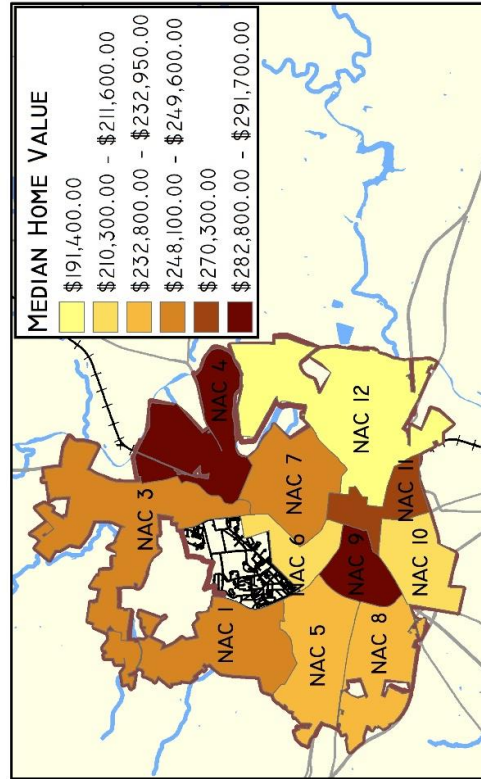 MEDIAN HOME VALUE
$191,400.00
$210,300.00 - $211,600.00
$232,800.00 - $232,950.00
$248,100.00 - $249,600.00
$270,300.00
$282,800.00 - $291,700.00
NAC 3
NAC 4
NAC 1
NAC 7
NAC 6
NAC 12
NAC 5
NAC 9
NAC 11
NAC 8
NAC 10